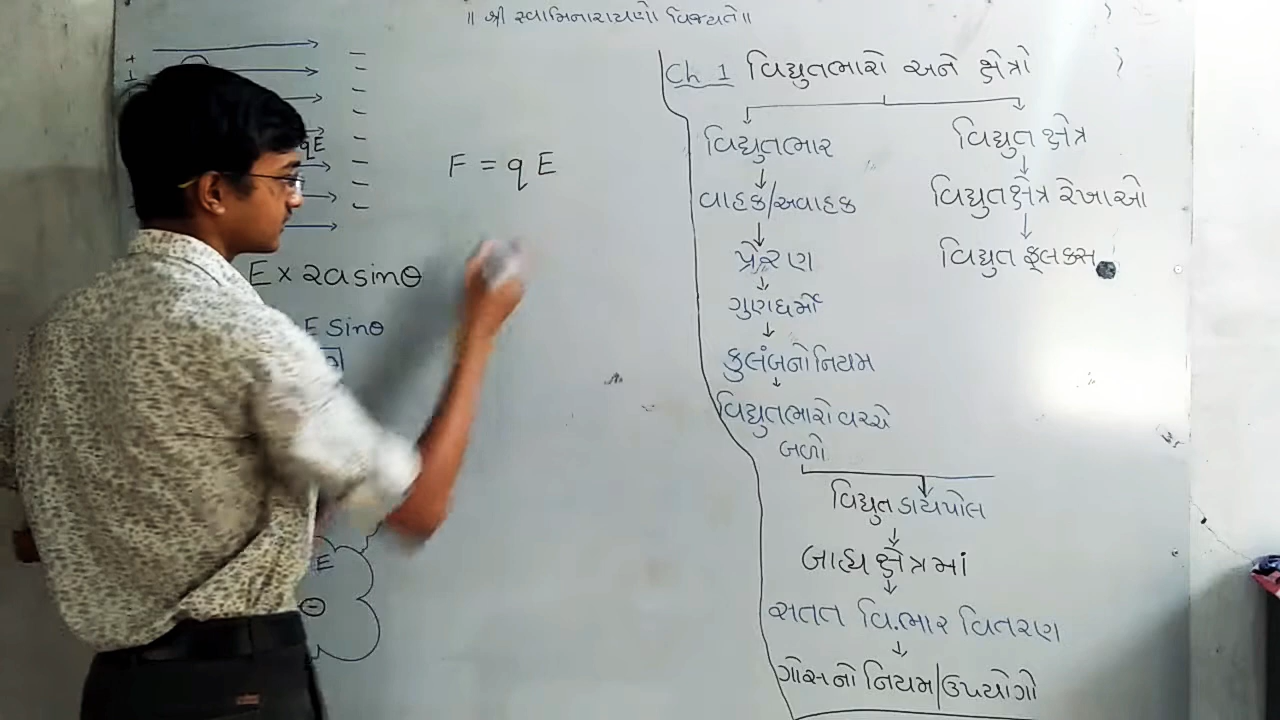 ॥ શ્રી સ્વામિનારાયણો વિજયતે॥
qE
F = qE
E × 2a sinθ
E Sinθ
E
Ch 1 વિદ્યુતભારો અને ક્ષેત્રો
વિદ્યુતભાર
વાહક/અવાહક
પ્રેરણ
ગુણધર્મો
કુલંબનો નિયમ
વિદ્યુતભારો વચ્ચે
બળો
વિદ્યુત ડાયપોલ
બાહ્ય ક્ષેત્રમાં
સતત વિ.ભાર વિતરણ
ગોસનો નિયમ/ઉપયોગો
વિદ્યુત ક્ષેત્ર
વિદ્યુતક્ષેત્ર રેખાઓ
વિદ્યુત ફ્લક્સ